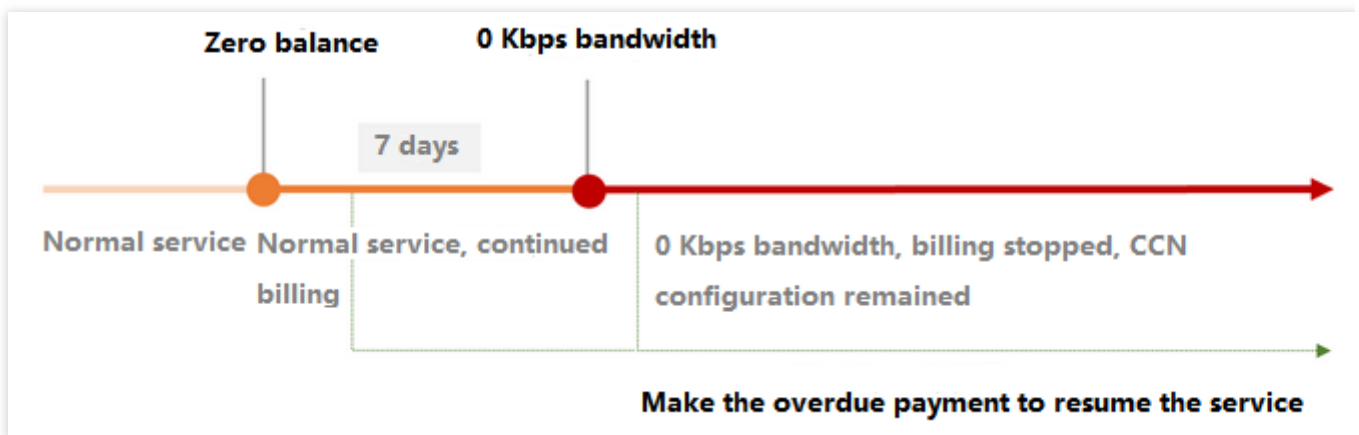 Zero balance
0 Kbps bandwidth
7 days
Normal service
Normal service, continued
billing
0 Kbps bandwidth, billing stopped, CCN
configuration remained
Make the overdue payment to resume the service